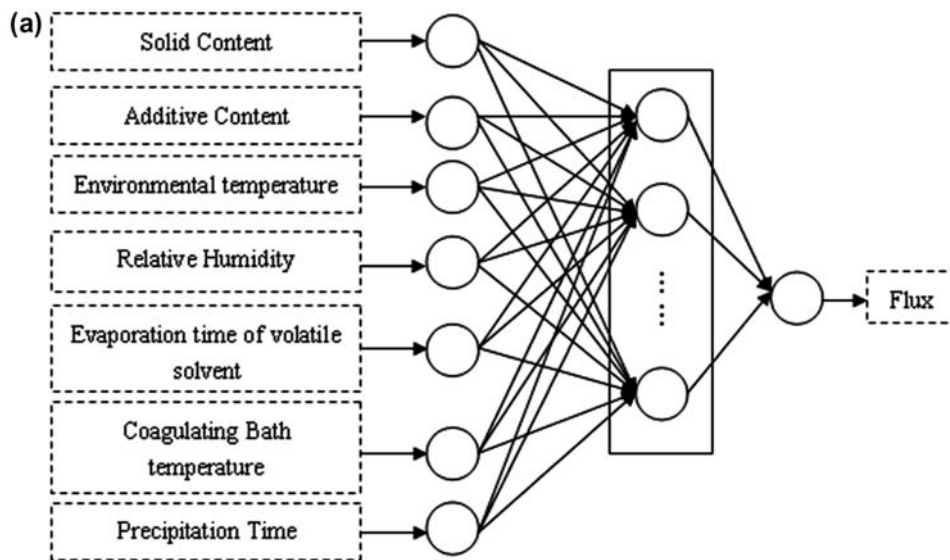 (a)
Solid Content
Additive Content
Environmental temperature
Relative Humidity
Evaporation time of volatile
solvent
Coagulating Bath
temperature
Precipitation Time
Flux